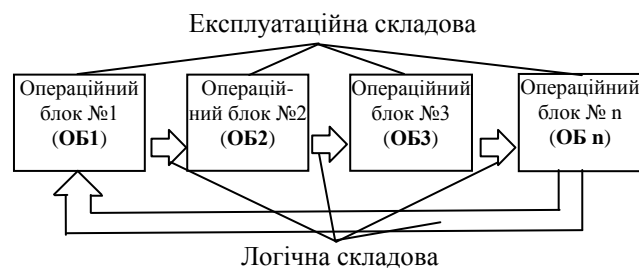 Експлуатаційна складова
Операційний
блок №1
(ОБ1)
Операцій-
ний блок №2
(ОБ2)
Операційний
блок №3
(ОБ3)
Операційний
блок № n
(ОБ n)
Логічна складова